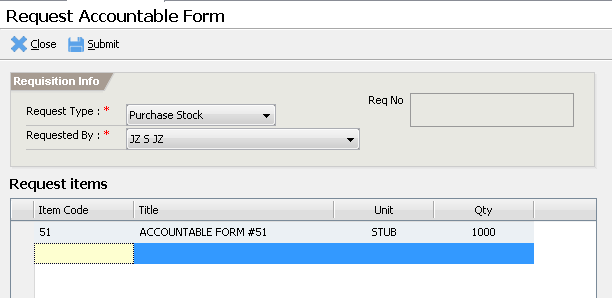 Request Accountable Form
Close Submit
Requisition Info
Request Type : * Purchase Stock Req No
Requested By : * JZ S JZ
Request items
Item Code Title Unit Qty
51 ACCOUNTABLE FORM #51 STUB 1000